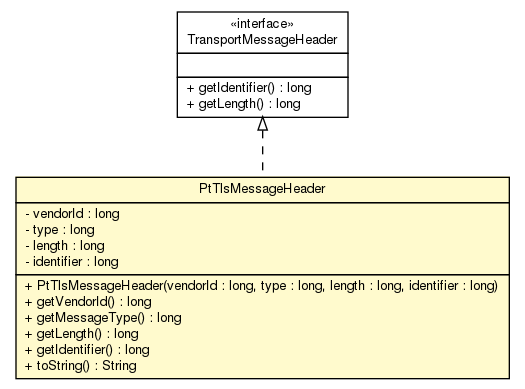 «interface»
TransportMessageHeader
+ getIdentifier() : long
+ getLength() : long
PtTlsMessageHeader
- vendorId : long
- type : long
- length : long
- identifier : long
+ PtTlsMessageHeader(vendorId : long, type : long, length : long, identifier : long)
+ getVendorId() : long
+ getMessageType() : long
+ getLength() : long
+ getIdentifier() : long
+ toString() : String